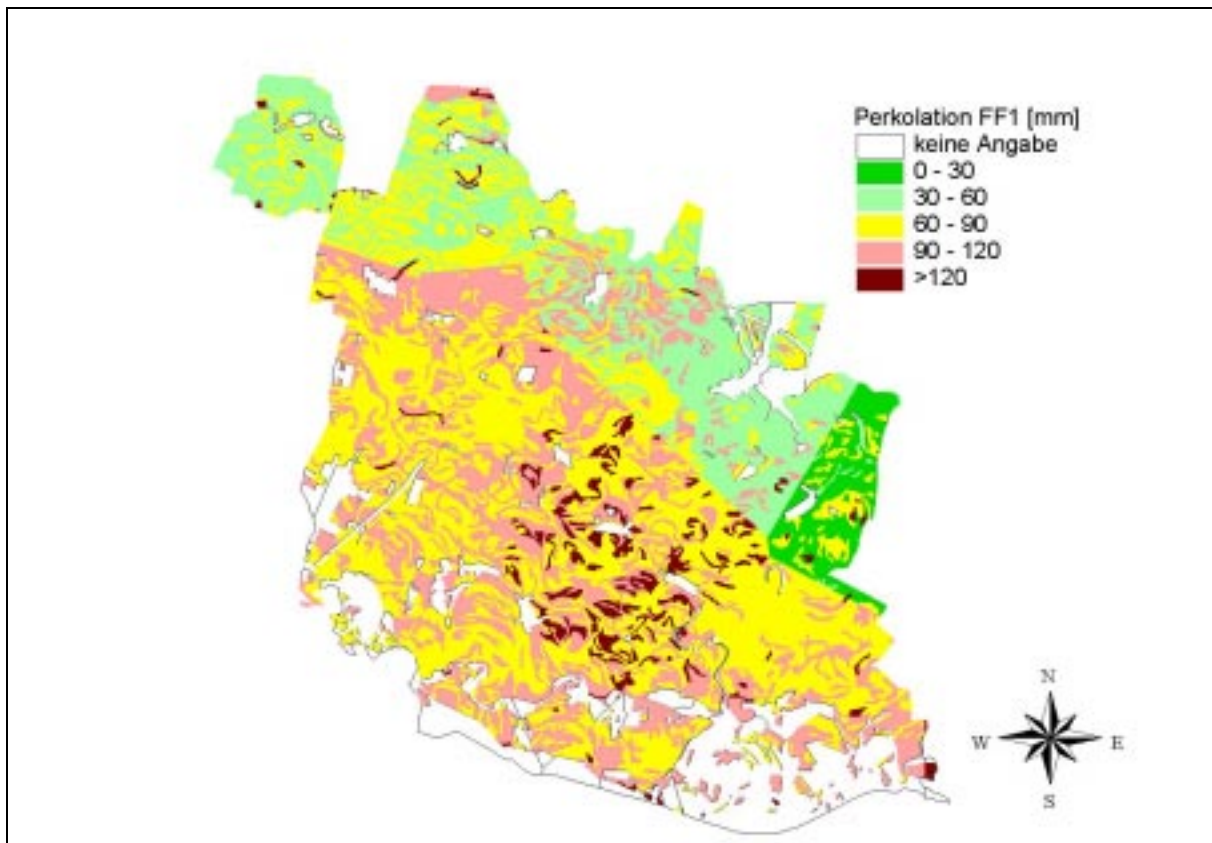 Perkolation FF1 [mm]
keine Angabe
0 - 30
30 - 60
60 - 90
90 - 120
>120
N
W E
S